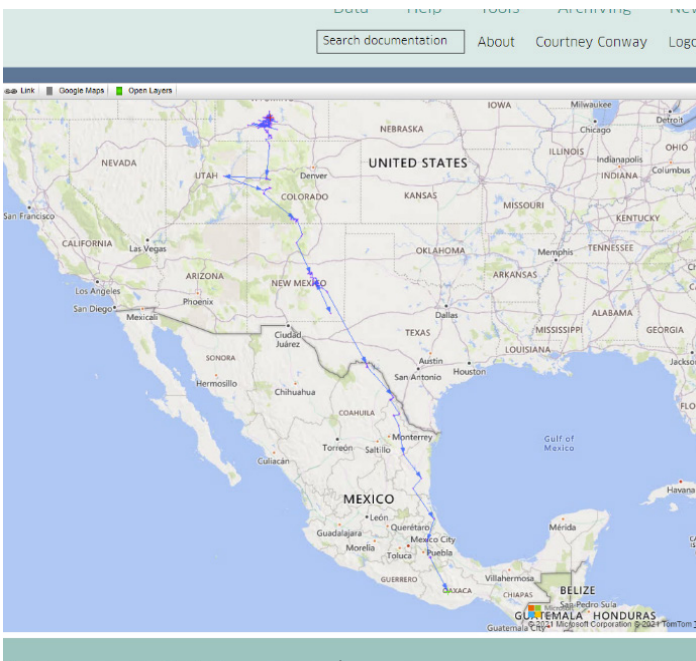 Data Help Tools Archiving
Search documentation About Courtney Conway
Link Google Maps Open Layers
IOWA Milwaukee
Detroit
NEBRASKA Chicago
OHIO
NEVADA UTAH Denver UNITED STATES ILLINOIS Indianapolis INDIANA Columbus
COLORADO KANSAS
San Francisco MISSOURI KENTUCKY
CALIFORNIA Las Vegas
OKLAHOMA Memphis TENNESSEE
ARIZONA NEW MEXICO ARKANSAS
Los Angeles
Phoenix
San Diego Dallas ALABAMA
Mexicali MISSISSIPPI GEORGIA
Ciudad Juárez TEXAS
LOUISIANA
SONORA Austin
San Antonio Houston
Hermosillo Chihuahua
COAHUILA
Monterrey Gulf of Mexico
Torreón Saltillo
Culiacán
MEXICO Havana
León
Guadalajara Querétaro Mérida
Morelia Mexico City
Toluca Puebla
GUERRERO Villahermosa
OAXACA CHIAPAS BELIZE
San Pedro Sula
GUATEMALA HONDURAS
Guatemala City © 2021 Microsoft Corporation © 2021 TomTom